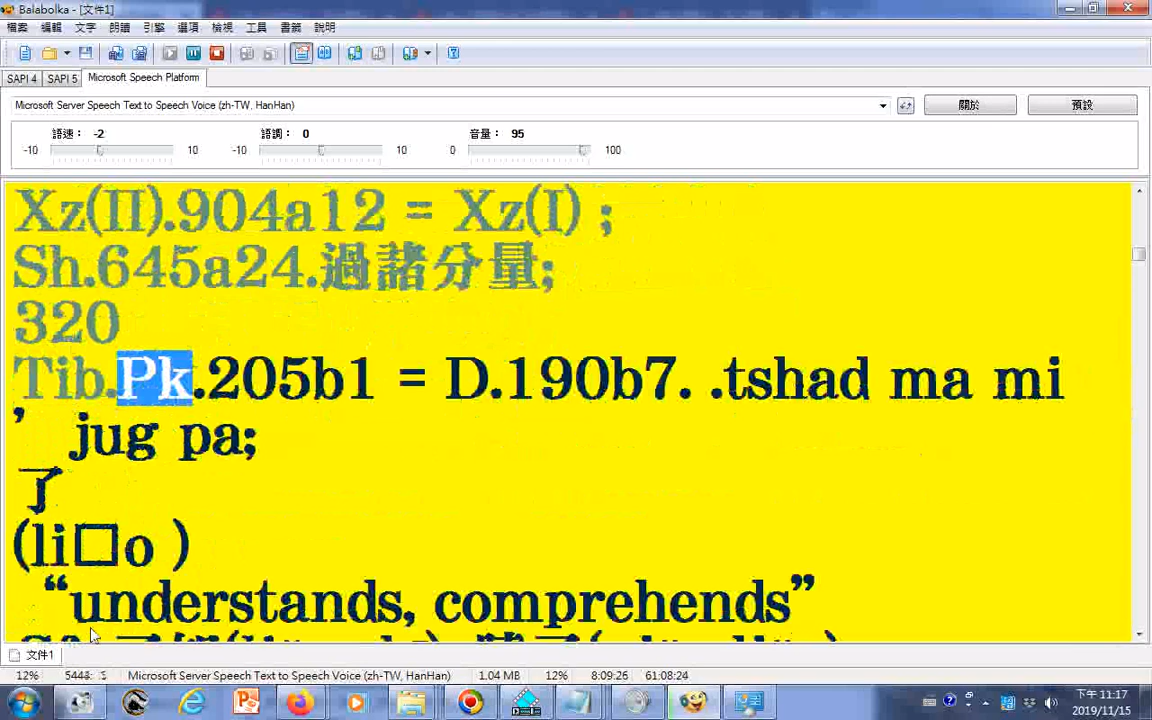 Balabolka - [文件1]
檔案 編輯 文字 朗讀 引擎 選項 檢視 工具 書籤 說明
SAPI 4 SAPI 5 Microsoft Speech Platform
Microsoft Server Speech Text to Speech Voice (zh-TW, HanHan) 關於 預設
語速： -2 語調： 0 音量： 95
-10 10 -10 10 0 100
Xz(II).904a12 = Xz(I) ;
Sh.645a24.過諸分量;
320
Tib.Pk.205b1 = D.190b7. .tshad ma mi
’ jug pa;
了
(li□o )
“understands, comprehends”
文件1
12% Microsoft Server Speech Text to Speech Voice (zh-TW, HanHan) 1.04 MB 12% 8:09:26 61:08:24
下午 11:17
2019/11/15